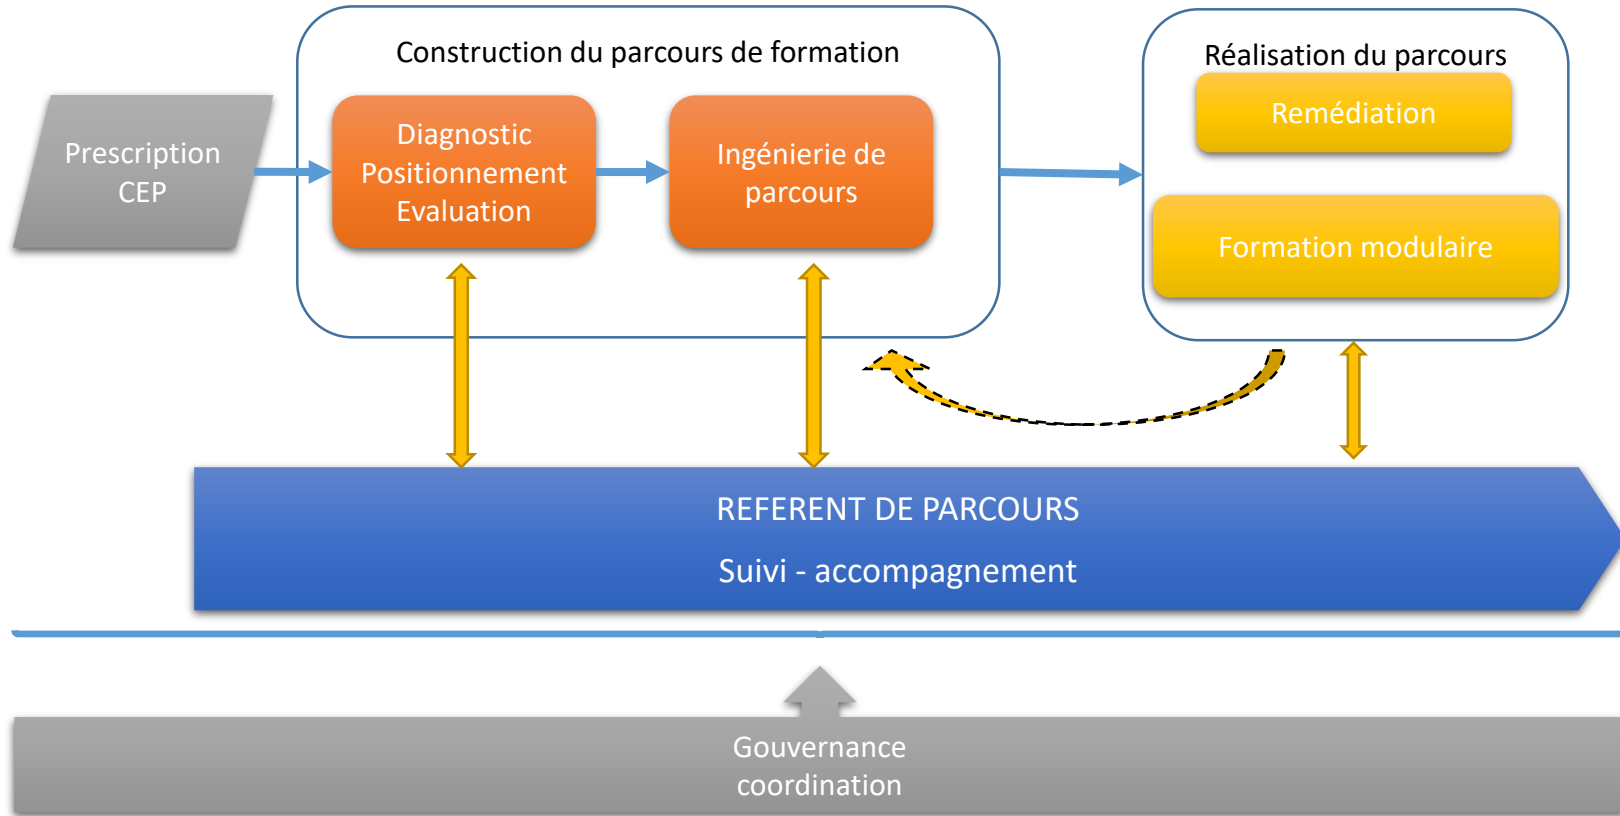 Construction du parcours de formation
Réalisation du parcours
Prescription
CEP
Diagnostic
Positionnement
Evaluation
Ingénierie de
parcours
Remédiation
Formation modulaire
REFERENT DE PARCOURS
Suivi - accompagnement
Gouvernance
coordination